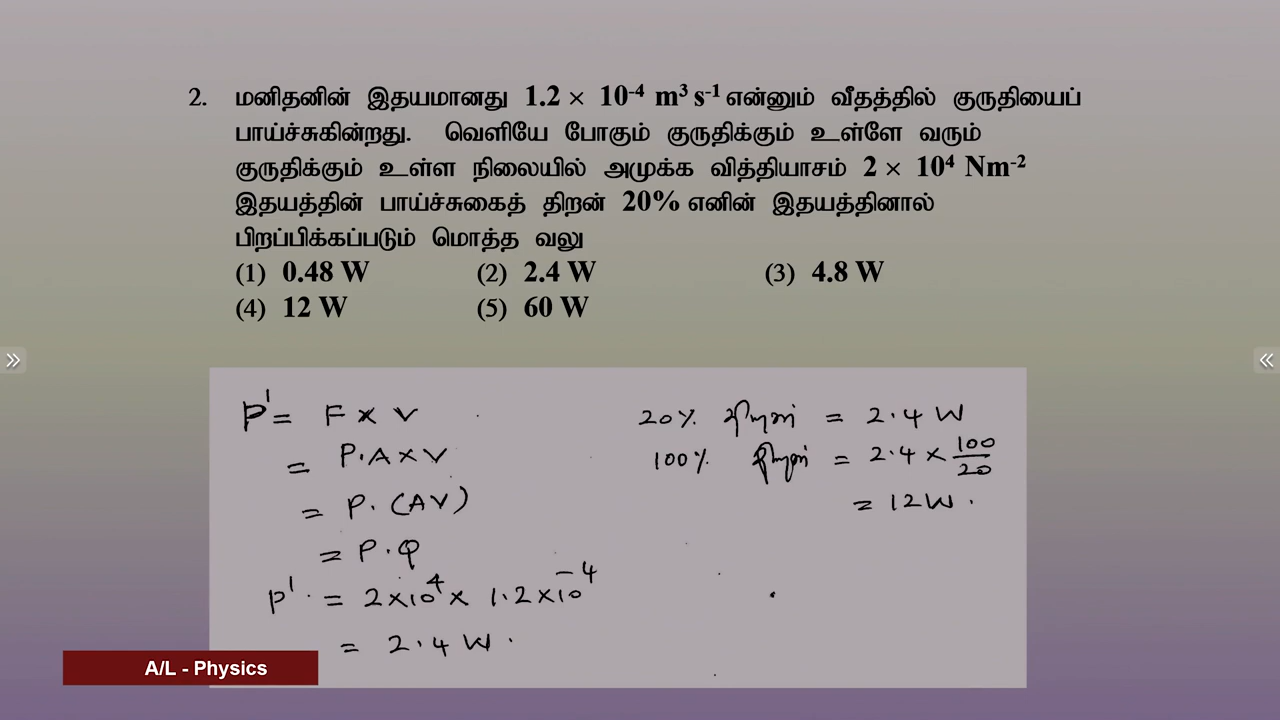 2. மனிதனின் இதயமானது 1.2 × 10⁻⁴ m³ s⁻¹ என்னும் வீதத்தில் குருதியைப்
பாய்ச்சுகின்றது. வெளியே போகும் குருதிக்கும் உள்ளே வரும்
குருதிக்கும் உள்ள நிலையில் அமுக்க வித்தியாசம் 2 × 10⁴ Nm⁻²
இதயத்தின் பாய்ச்சுகைத் திறன் 20% எனின் இதயத்தினால்
பிறப்பிக்கப்படும் மொத்த வலு
(1) 0.48 W (2) 2.4 W (3) 4.8 W
(4) 12 W (5) 60 W
P' = F × V
= P.A × V
= P.(AV)
= P.Q
P' = 2×10⁴ × 1.2×10⁻⁴
= 2.4 W.
20% திறன் = 2.4 W
100% திறன் = 2.4 × 100/20
= 12W.
A/L - Physics